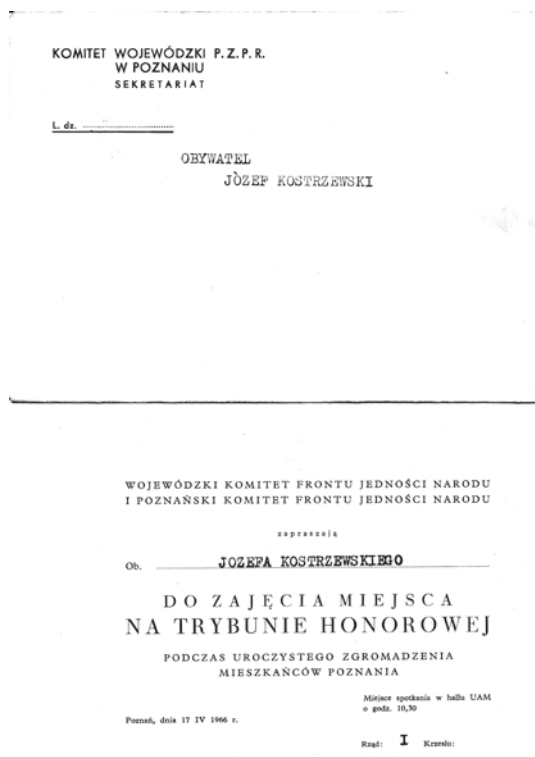 KOMITET WOJEWÓDZKI P.Z.P.R.
W POZNANIU
SEKRETARIAT
L. dz. ..............................
OBYWATEL
JÒZEF KOSTRZEWSKI
WOJEWÓDZKI KOMITET FRONTU JEDNOŚCI NARODU
I POZNAŃSKI KOMITET FRONTU JEDNOŚCI NARODU
zapraszają
Ob. JOZEFA KOSTRZEWSKIEGO
DO ZAJĘCIA MIEJSCA
NA TRYBUNIE HONOROWEJ
PODCZAS UROCZYSTEGO ZGROMADZENIA
MIESZKAŃCÓW POZNANIA
Miejsce spotkania w hallu UAM
o godz. 10,30
Poznań, dnia 17 IV 1966 r.
Rząd: I Krzesło: